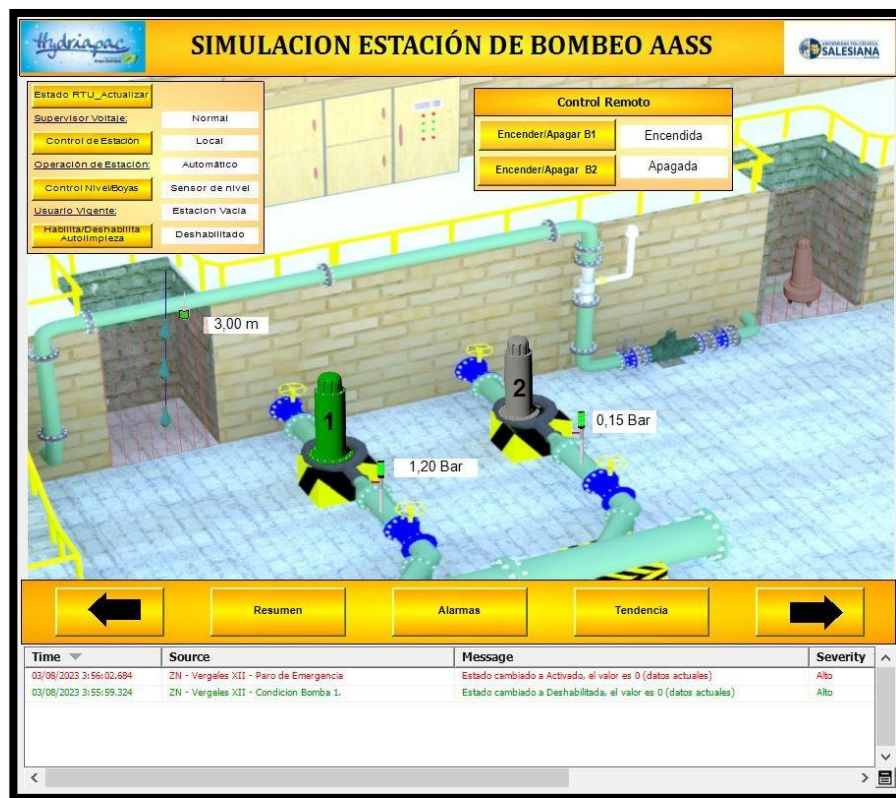 Hydriapac
SIMULACION ESTACIÓN DE BOMBEO AASS
UNIVERSIDAD POLITÉCNICA
SALESIANA
Estado RTU_Actualizar
Supervisor Voltaje: Normal
Control de Estación Local
Operación de Estación: Automático
Control Nivel/Boyas Sensor de nivel
Usuario Vigente: Estacion Vacia
Habilita/Deshabilita
Autolimpieza Deshabilitado
Control Remoto
Encender/Apagar B1 Encendida
Encender/Apagar B2 Apagada
3,00 m
1
2
0,15 Bar
1,20 Bar
Resumen Alarmas Tendencia
Time Source Message Severity
03/08/2023 3:56:02.684 ZN - Vergeles XII - Paro de Emergencia Estado cambiado a Activado, el valor es 0 (datos actuales) Alto
03/08/2023 3:55:59.324 ZN - Vergeles XII - Condicion Bomba 1. Estado cambiado a Deshabilitada, el valor es 0 (datos actuales) Alto